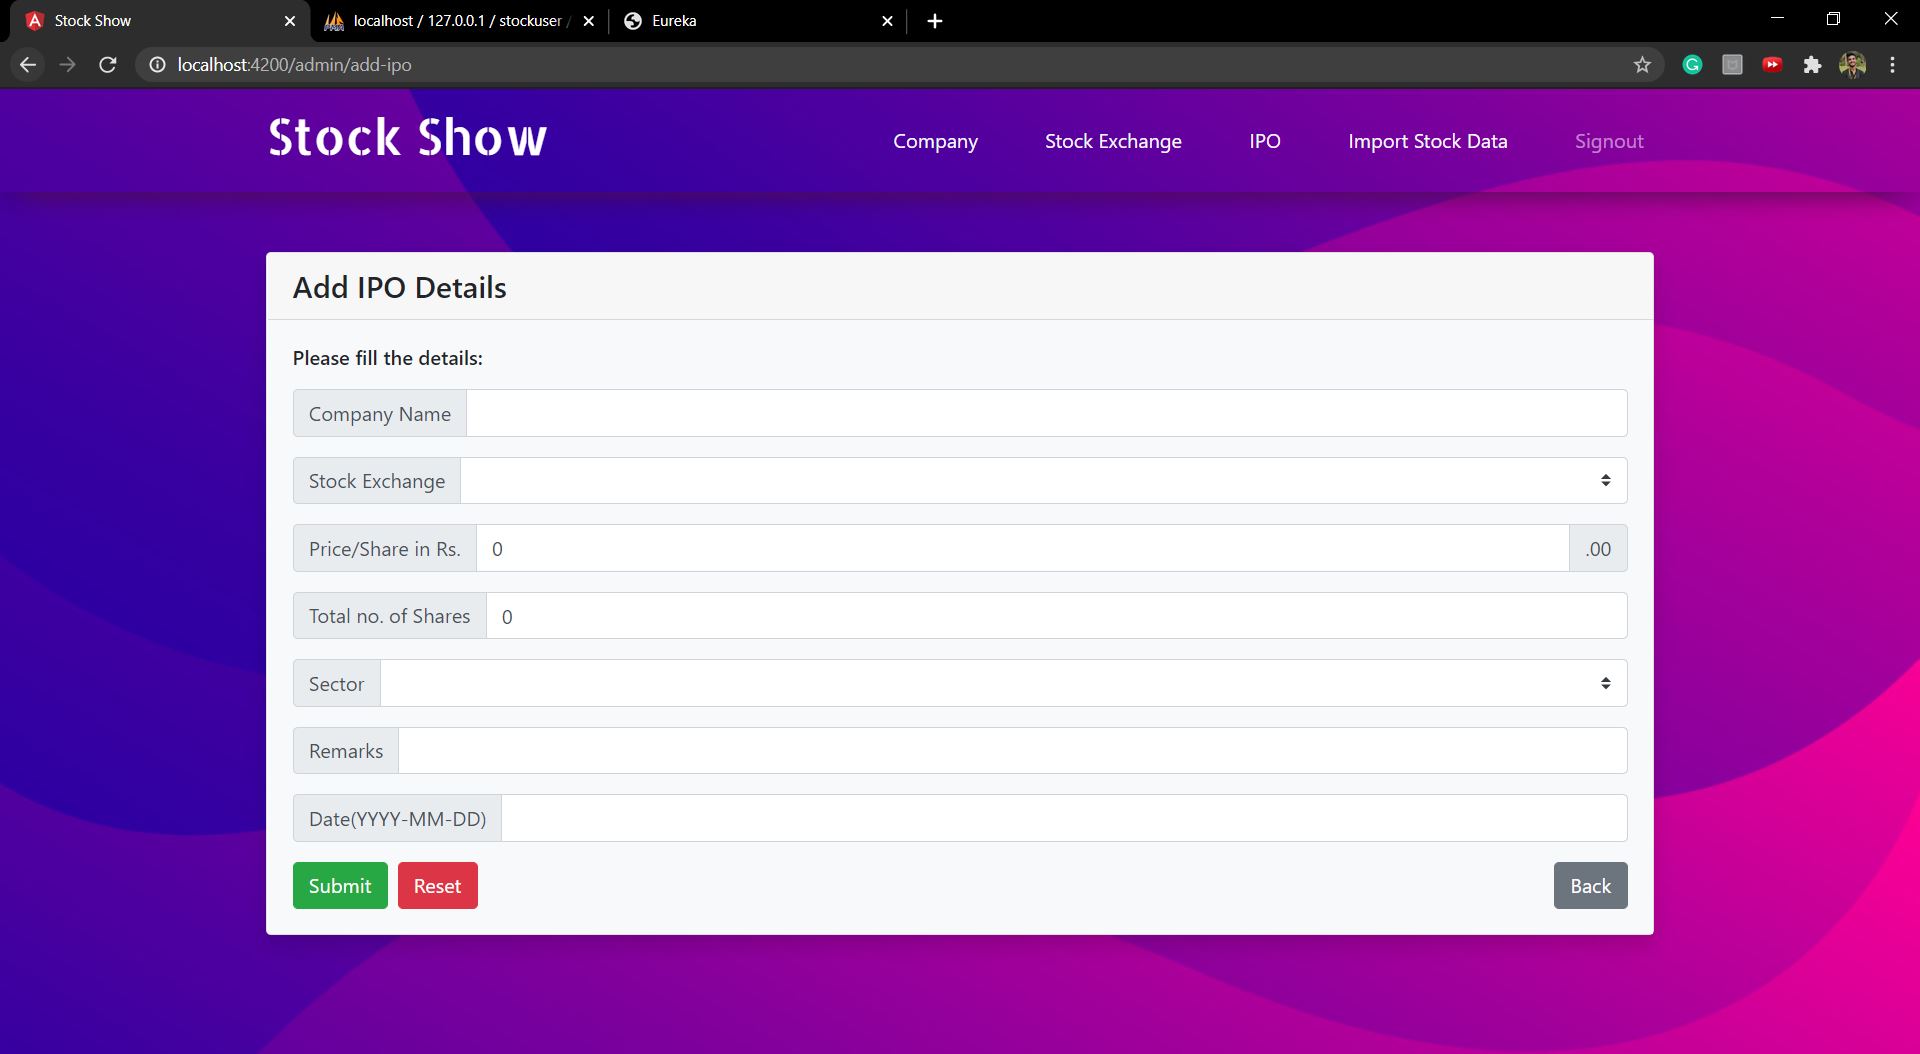 Stock Show
localhost / 127.0.0.1 / stockuser /
Eureka
localhost:4200/admin/add-ipo
Stock Show
Company
Stock Exchange
IPO
Import Stock Data
Signout
Add IPO Details
Please fill the details:
Company Name
Stock Exchange
Price/Share in Rs.
0
.00
Total no. of Shares
0
Sector
Remarks
Date(YYYY-MM-DD)
Submit
Reset
Back